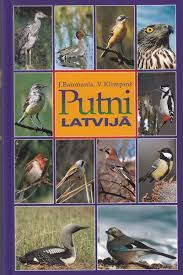 J.Baumanis, V.Klimpiņš
Putni
LATVIJĀ